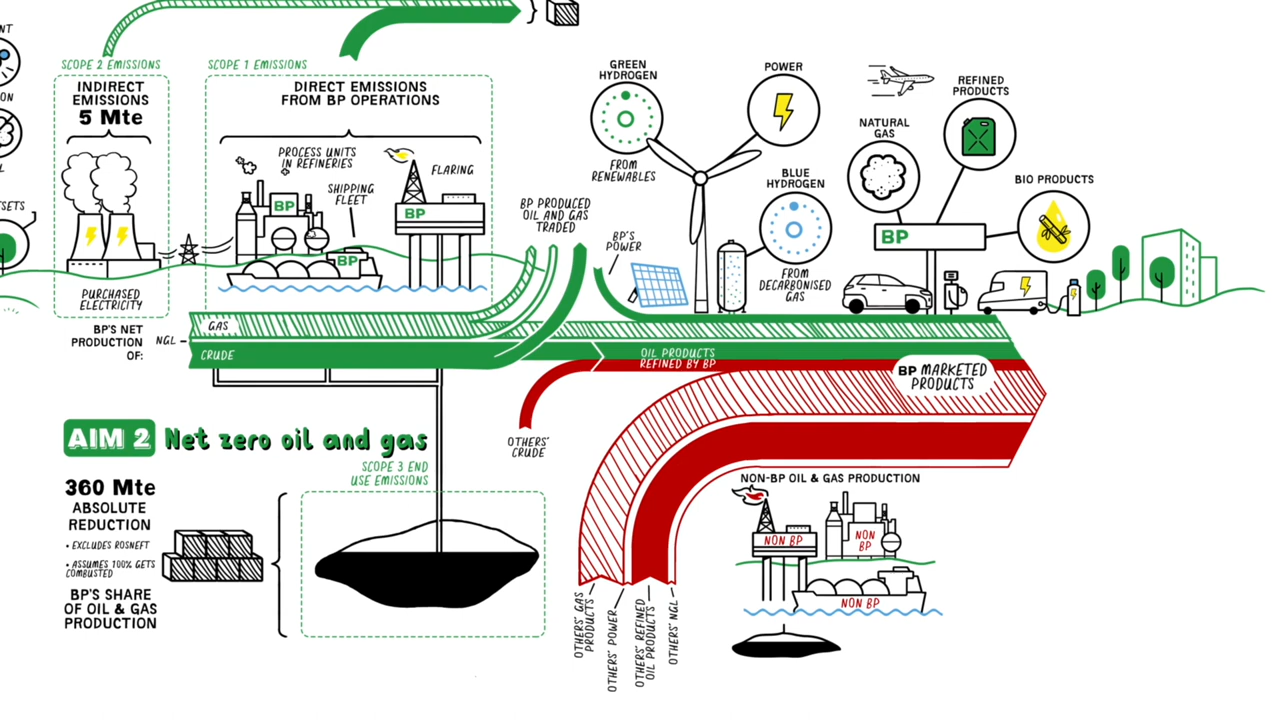 NT
ON
L
SETS
SCOPE 2 EMISSIONS
INDIRECT
EMISSIONS
5 Mte
PURCHASED
ELECTRICITY
SCOPE 1 EMISSIONS
DIRECT EMISSIONS
FROM BP OPERATIONS
PROCESS UNITS
IN REFINERIES
SHIPPING
FLEET
FLARING
BP
BP
BP
BP PRODUCED
OIL AND GAS
TRADED
BP'S
POWER
GREEN
HYDROGEN
FROM
RENEWABLES
POWER
BLUE
HYDROGEN
FROM
DECARBONISED
GAS
NATURAL
GAS
REFINED
PRODUCTS
BIO PRODUCTS
BP
BP'S NET
PRODUCTION
OF:
GAS
NGL
CRUDE
OIL PRODUCTS
REFINED BY BP
BP MARKETED
PRODUCTS
OTHERS'
CRUDE
AIM 2 Net zero oil and gas
SCOPE 3 END
USE EMISSIONS
360 Mte
ABSOLUTE
REDUCTION
• EXCLUDES ROSNEFT
• ASSUMES 100% GETS
COMBUSTED
BP'S SHARE
OF OIL & GAS
PRODUCTION
OTHERS' GAS
PRODUCTS
OTHERS' POWER
OTHERS' REFINED
OIL PRODUCTS
OTHERS' NGL
NON-BP OIL & GAS PRODUCTION
NON BP
NON
BP
NON BP